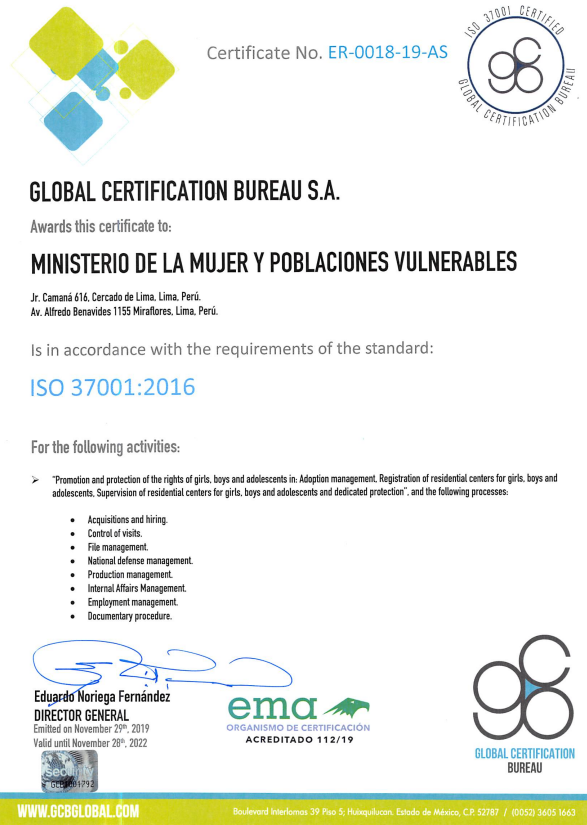 Certificate No. ER-0018-19-AS
ISO 37001 CERTIFIED
GLOBAL CERTIFICATION BUREAU
GLOBAL CERTIFICATION BUREAU S.A.
Awards this certificate to:
MINISTERIO DE LA MUJER Y POBLACIONES VULNERABLES
Jr. Camaná 616, Cercado de Lima, Lima, Perú.
Av. Alfredo Benavides 1155 Miraflores, Lima, Perú.
Is in accordance with the requirements of the standard:
ISO 37001:2016
For the following activities:
➢ "Promotion and protection of the rights of girls, boys and adolescents in: Adoption management, Registration of residential centers for girls, boys and
adolescents, Supervision of residential centers for girls, boys and adolescents and dedicated protection", and the following processes:
• Acquisitions and hiring.
• Control of visits.
• File management.
• National defense management.
• Production management.
• Internal Affairs Management.
• Employment management.
• Documentary procedure.
Eduardo Noriega Fernández
DIRECTOR GENERAL
Emitted on November 29th, 2019
Valid until November 28th, 2022
security
ema
ORGANISMO DE CERTIFICACIÓN
ACREDITADO 112/19
GLOBAL CERTIFICATION
BUREAU
WWW.GCBGLOBAL.COM
Boulevard Interlomas 39 Piso 5; Huixquilucan, Estado de México, C.P. 52787 / (0052) 3605 1663